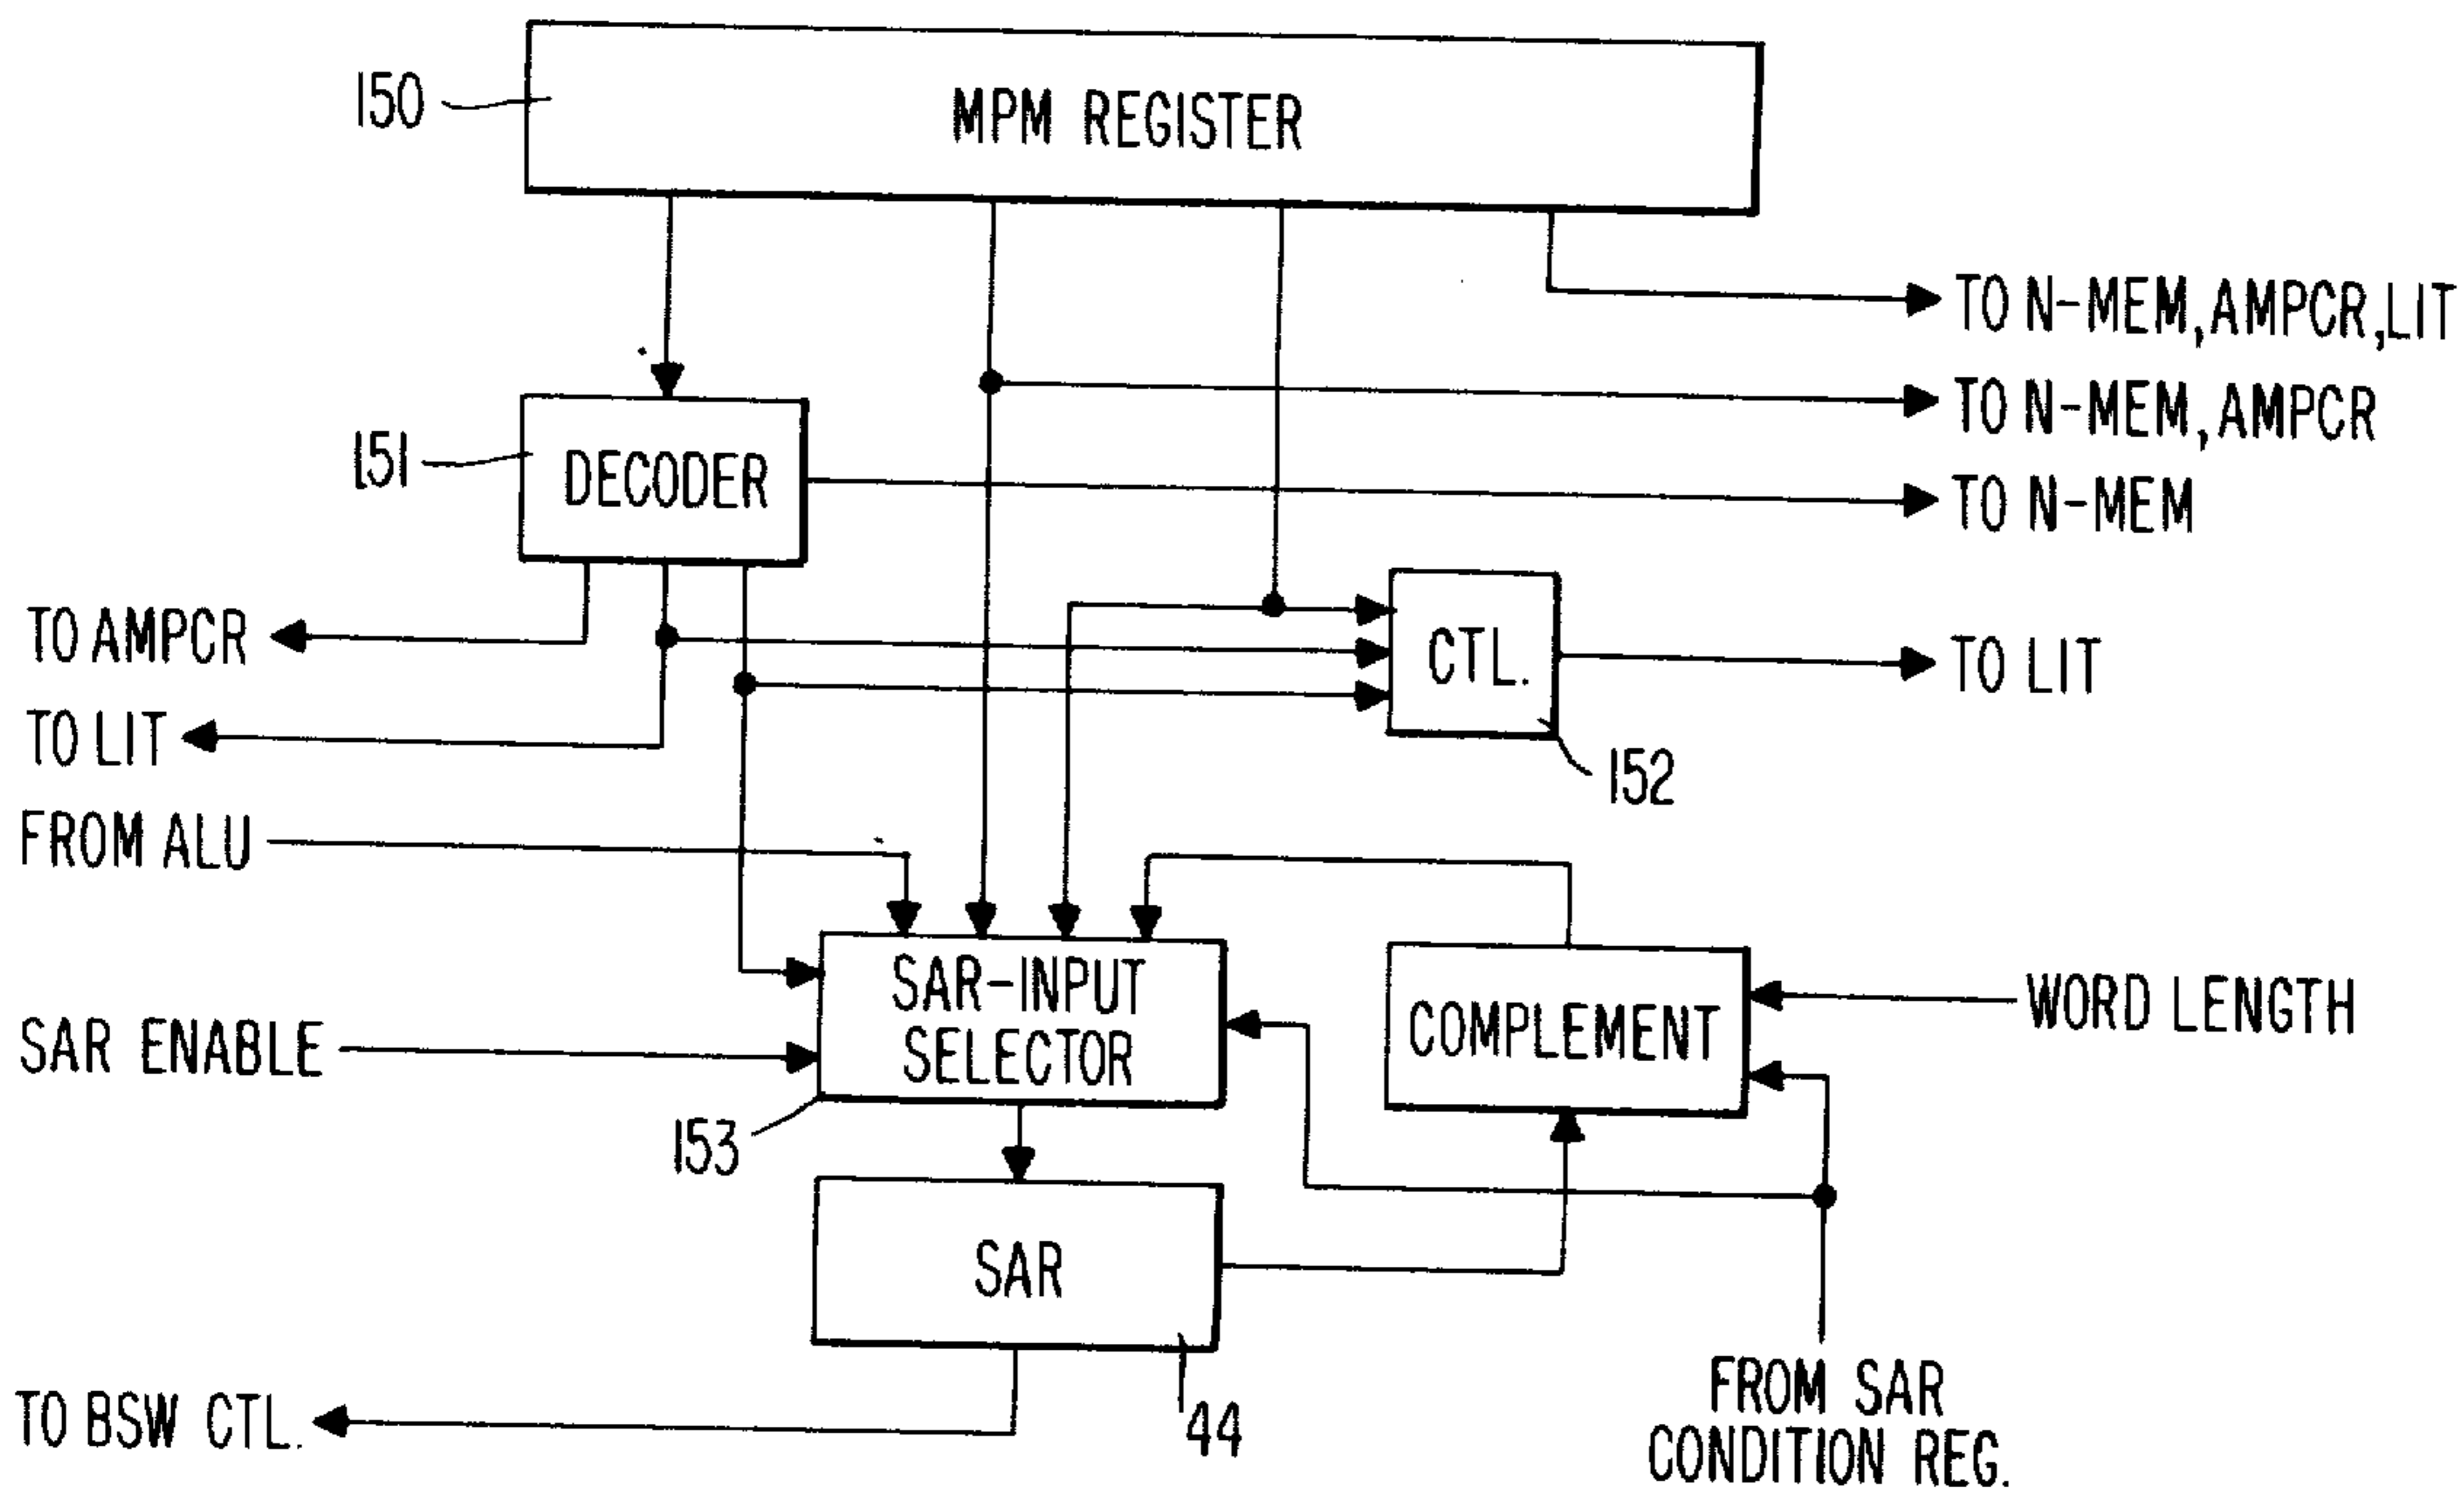 150
MPM REGISTER
TO N-MEM, AMPCR, LIT
TO N-MEM, AMPCR
151
DECODER
TO N-MEM
TO AMPCR
CTL.
TO LIT
TO LIT
152
FROM ALU
SAR-INPUT
SELECTOR
COMPLEMENT
WORD LENGTH
SAR ENABLE
153
SAR
44
FROM SAR
CONDITION REG.
TO BSW CTL.